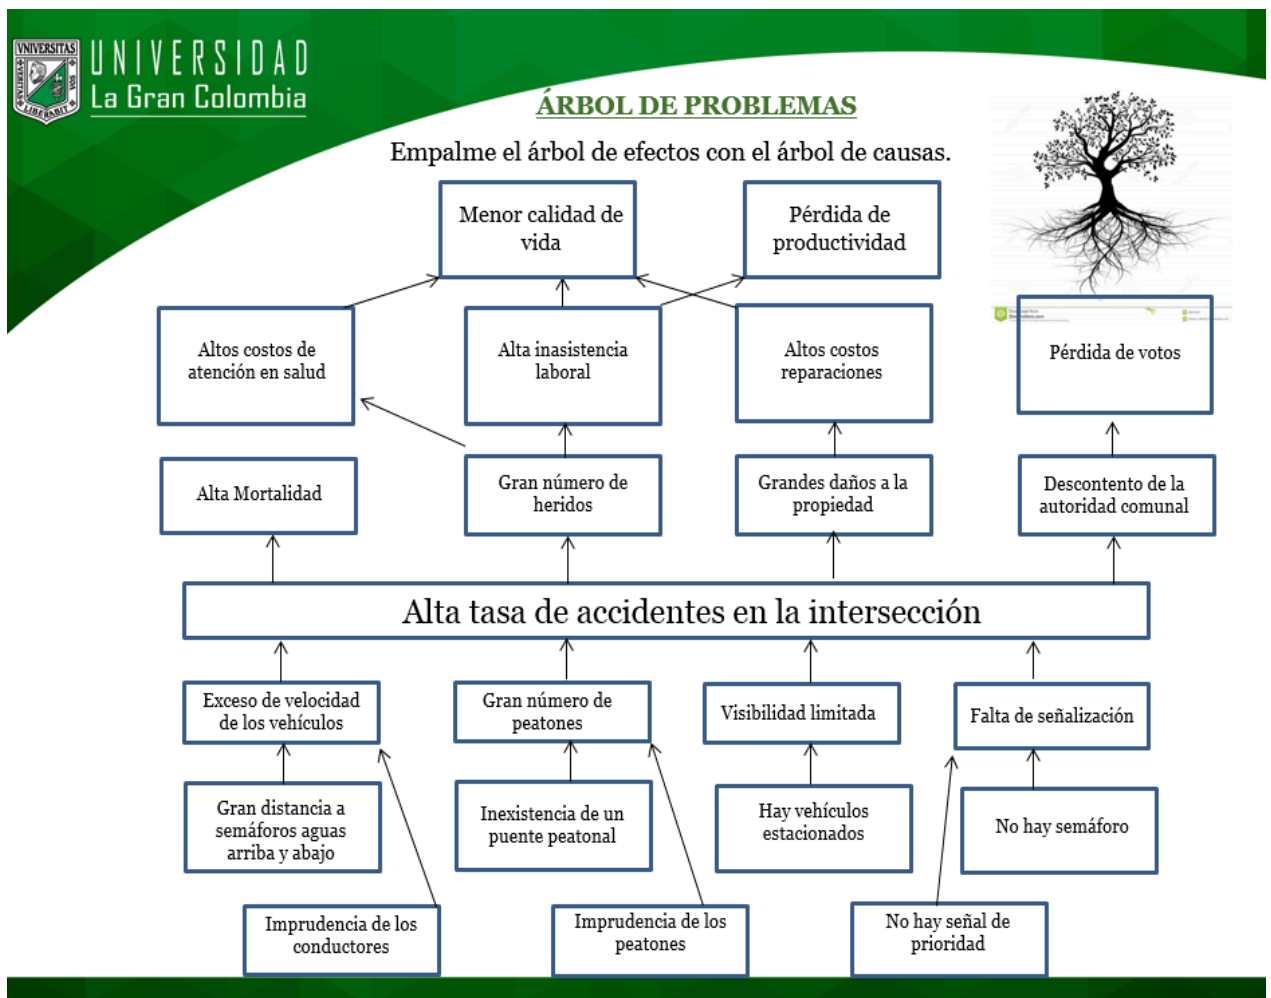 VNIVERSITAS
VERITAS
VOS
LIBERABIT
UNIVERSIDAD
La Gran Colombia
ÁRBOL DE PROBLEMAS
Empalme el árbol de efectos con el árbol de causas.
Menor calidad de
vida
Pérdida de
productividad
Altos costos de
atención en salud
Alta inasistencia
laboral
Altos costos
reparaciones
Pérdida de votos
Alta Mortalidad
Gran número de
heridos
Grandes daños a la
propiedad
Descontento de la
autoridad comunal
Alta tasa de accidentes en la intersección
Exceso de velocidad
de los vehículos
Gran número de
peatones
Visibilidad limitada
Falta de señalización
Gran distancia a
semáforos aguas
arriba y abajo
Inexistencia de un
puente peatonal
Hay vehículos
estacionados
No hay semáforo
Imprudencia de los
conductores
Imprudencia de los
peatones
No hay señal de
prioridad